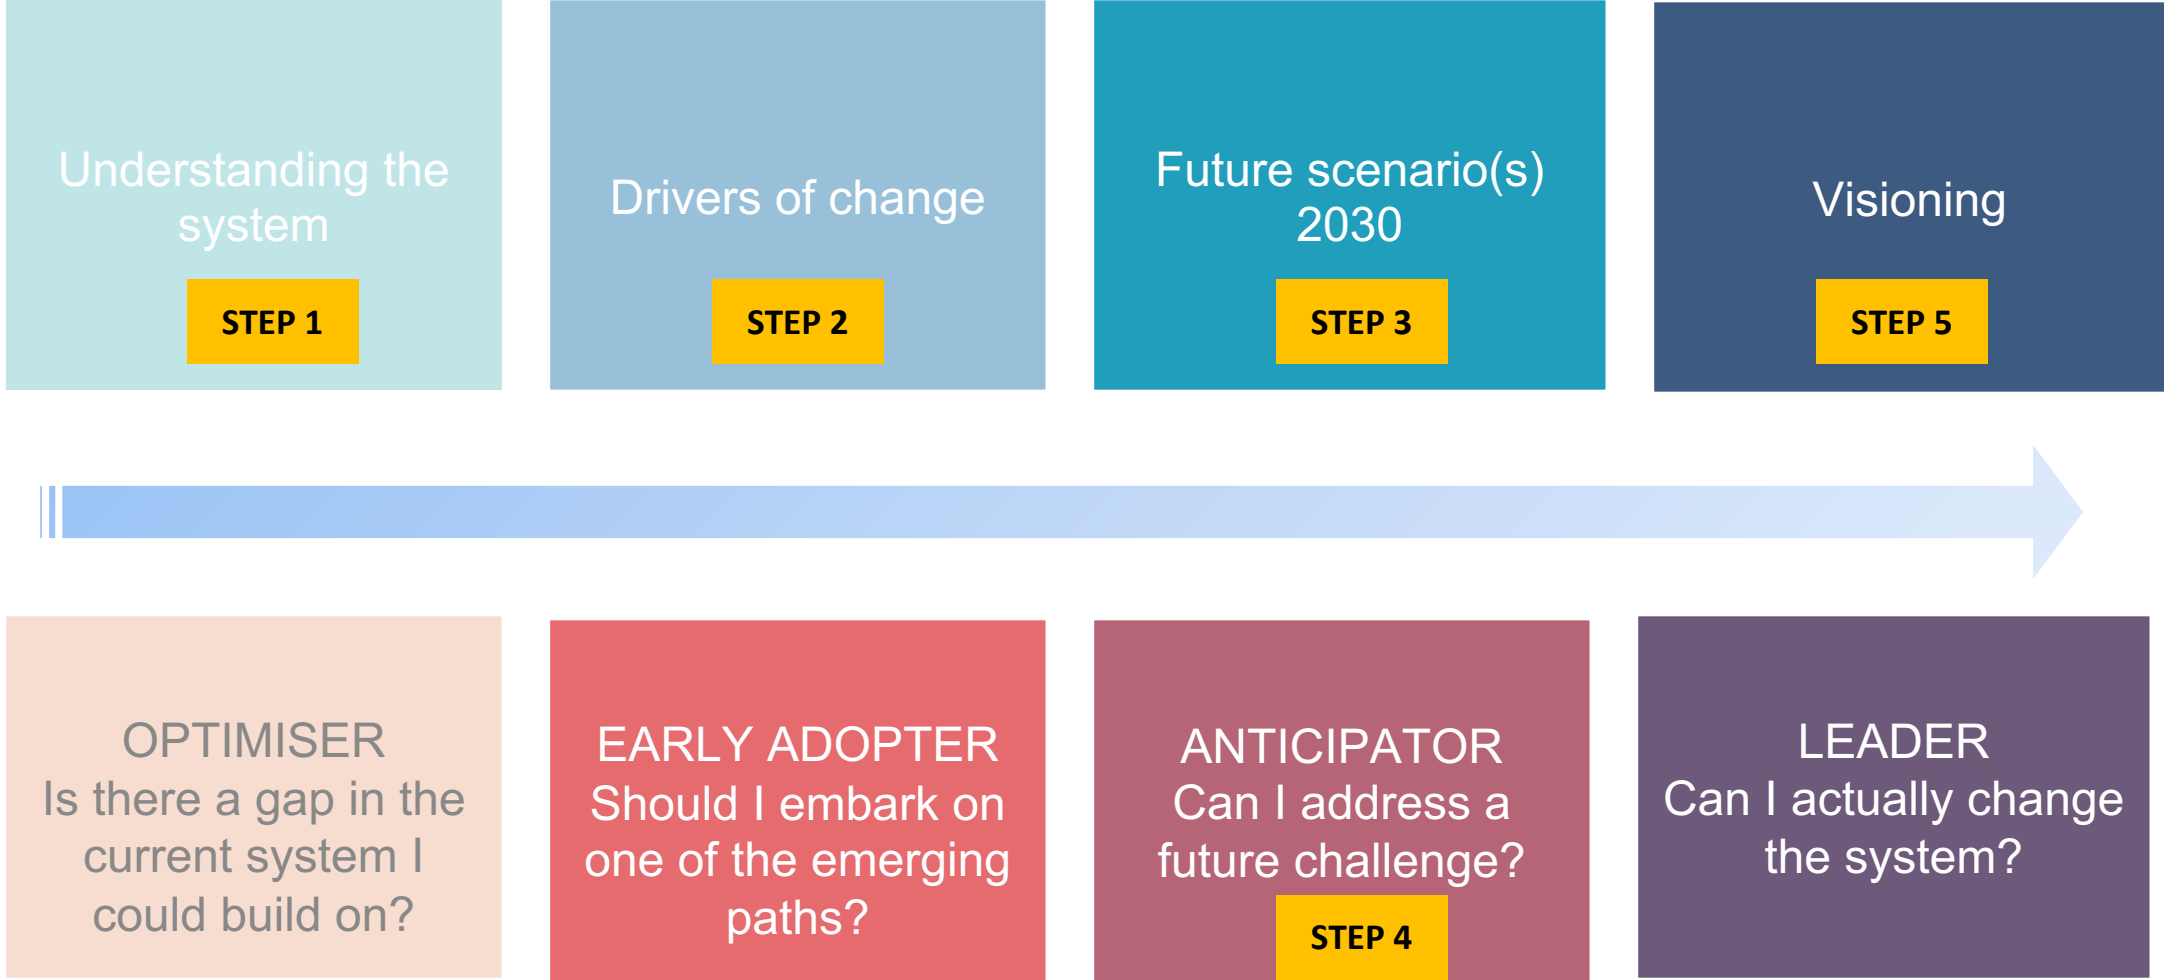 Understanding the
system
STEP 1
Drivers of change
STEP 2
Future scenario(s)
2030
STEP 3
Visioning
STEP 5
OPTIMISER
Is there a gap in the
current system I
could build on?
EARLY ADOPTER
Should I embark on
one of the emerging
paths?
ANTICIPATOR
Can I address a
future challenge?
STEP 4
LEADER
Can I actually change
the system?